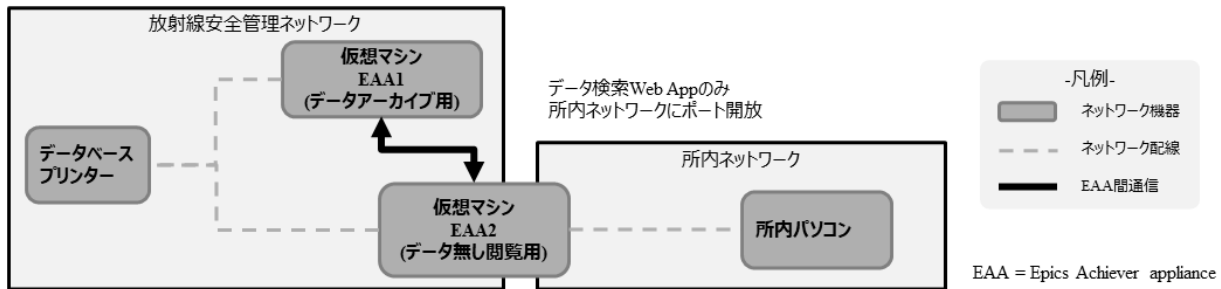 放射線安全管理ネットワーク
仮想マシン
EAA1
(データアーカイブ用)
データベース
プリンター
仮想マシン
EAA2
(データ無し閲覧用)
データ検索Web Appのみ
所内ネットワークにポート開放
所内ネットワーク
所内パソコン
-凡例-
ネットワーク機器
ネットワーク配線
EAA間通信
EAA = Epics Achiever appliance